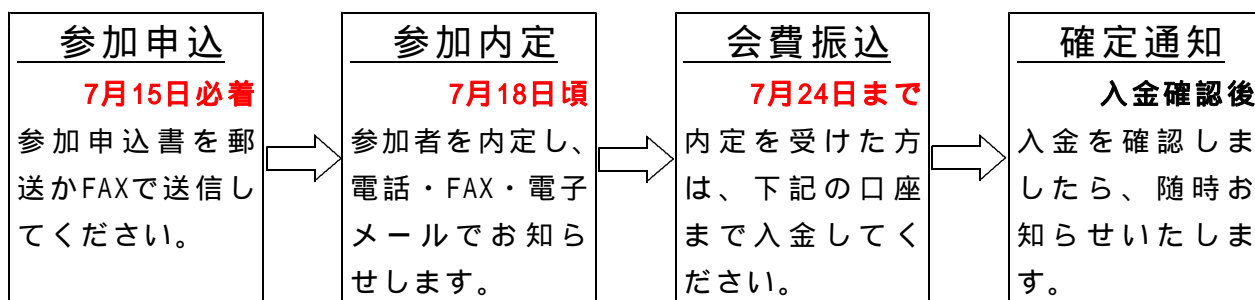 参加申込
7月15日必着
参加申込書を郵
送かFAXで送信し
てください。
参加内定
7月18日頃
参加者を内定し、
電話・FAX・電子
メールでお知ら
せします。
会費振込
7月24日まで
内定を受けた方
は、下記の口座
まで入金してく
ださい。
確定通知
入金確認後
入金を確認しま
したら、随時お
知らせいたしま
す。